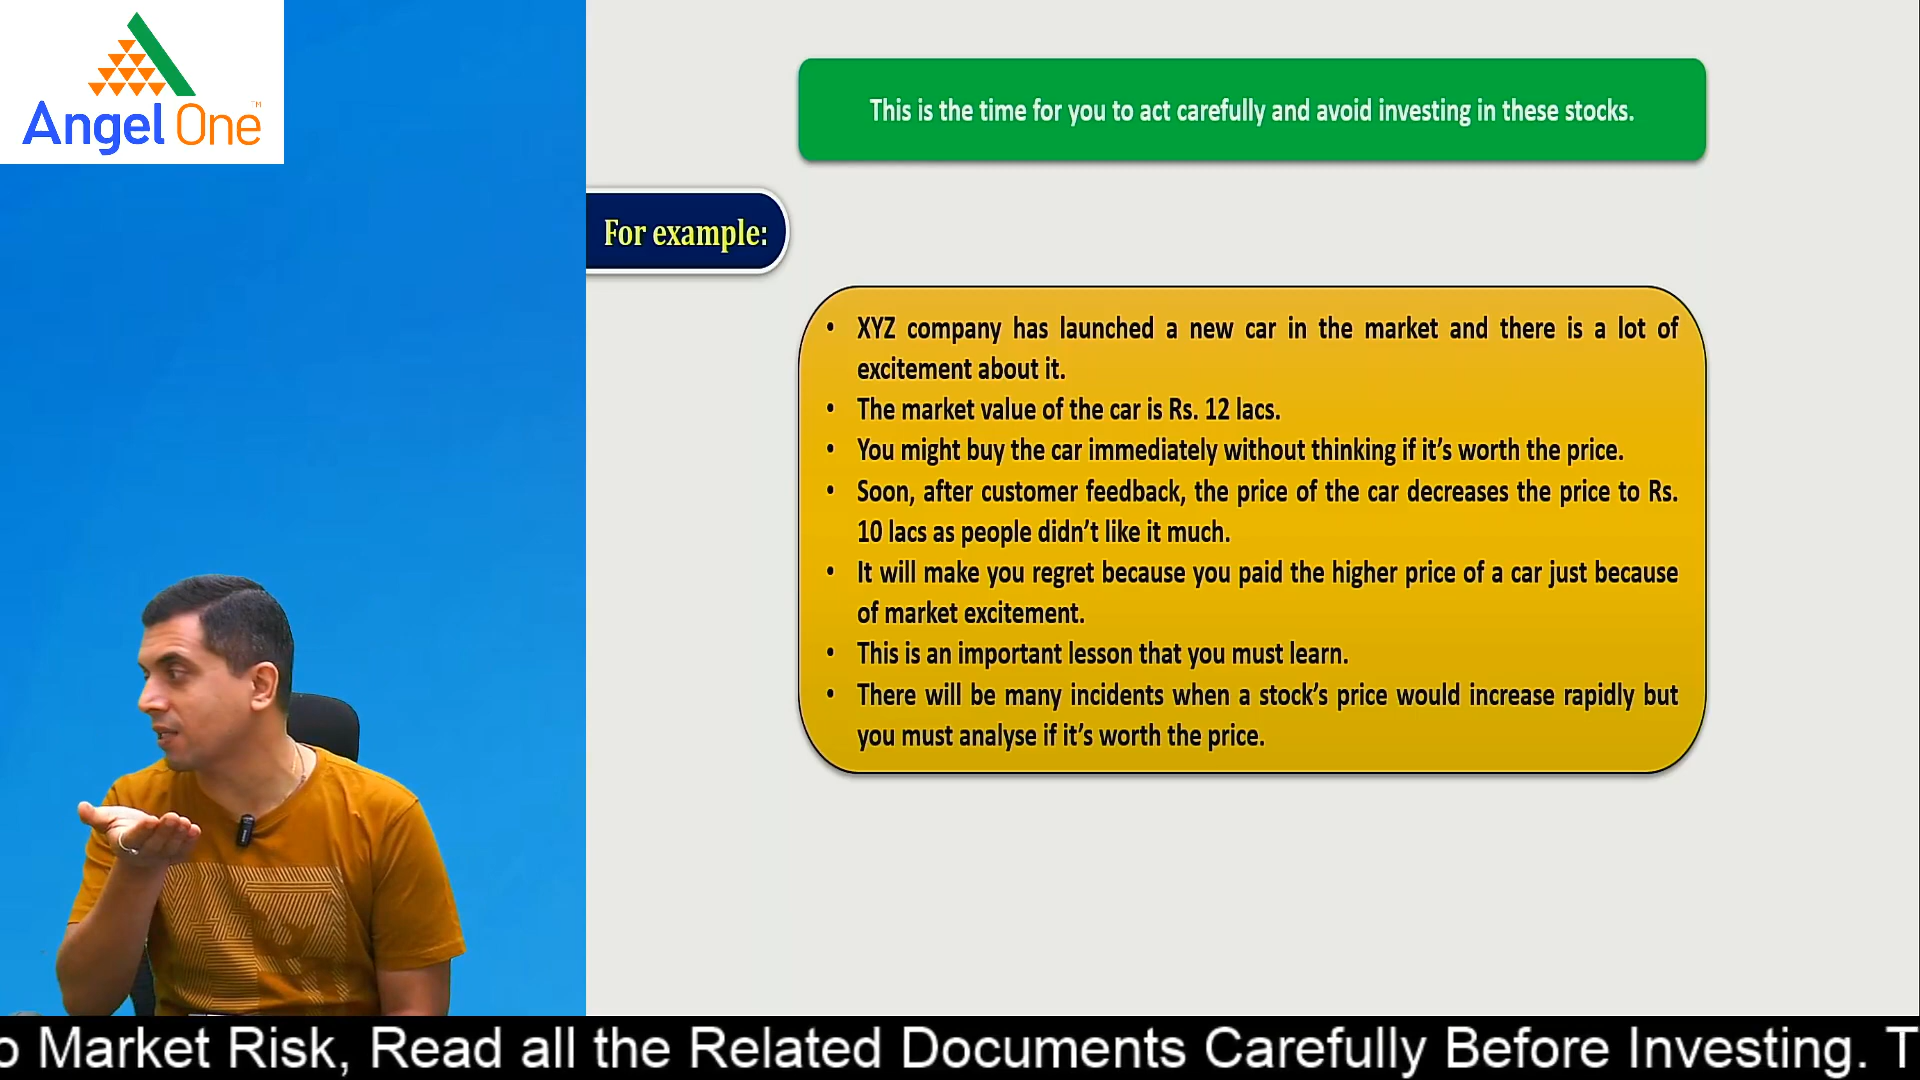 Angel One™
This is the time for you to act carefully and avoid investing in these stocks.
For example:
• XYZ company has launched a new car in the market and there is a lot of
excitement about it.
• The market value of the car is Rs. 12 lacs.
• You might buy the car immediately without thinking if it’s worth the price.
• Soon, after customer feedback, the price of the car decreases the price to Rs.
10 lacs as people didn’t like it much.
• It will make you regret because you paid the higher price of a car just because
of market excitement.
• This is an important lesson that you must learn.
• There will be many incidents when a stock’s price would increase rapidly but
you must analyse if it’s worth the price.
o Market Risk, Read all the Related Documents Carefully Before Investing. T